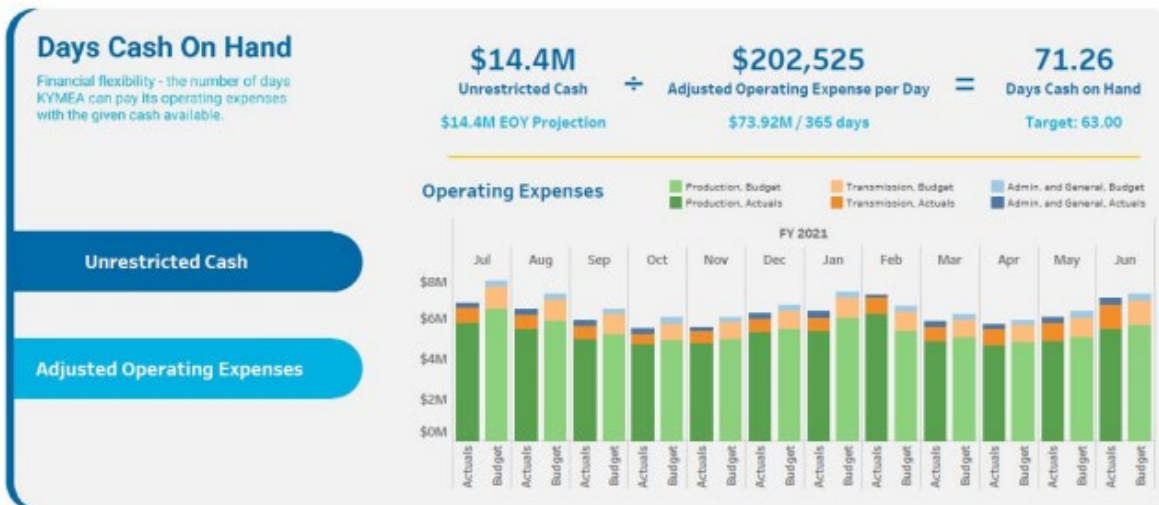 Days Cash On Hand
Financial flexibility - the number of days
KYMEA can pay its operating expenses
with the given cash available.
$14.4M ÷ $202,525 = 71.26
Unrestricted Cash Adjusted Operating Expense per Day Days Cash on Hand
$14.4M EOY Projection $73.92M / 365 days Target: 63.00
Unrestricted Cash
Adjusted Operating Expenses
Operating Expenses
Production, Budget Transmission, Budget Admin. and General, Budget
Production, Actuals Transmission, Actuals Admin. and General, Actuals
FY 2021
Jul Aug Sep Oct Nov Dec Jan Feb Mar Apr May Jun
$8M
$6M
$4M
$2M
$0M
Actuals Budget Actuals Budget Actuals Budget Actuals Budget Actuals Budget Actuals Budget Actuals Budget Actuals Budget Actuals Budget Actuals Budget Actuals Budget Actuals Budget